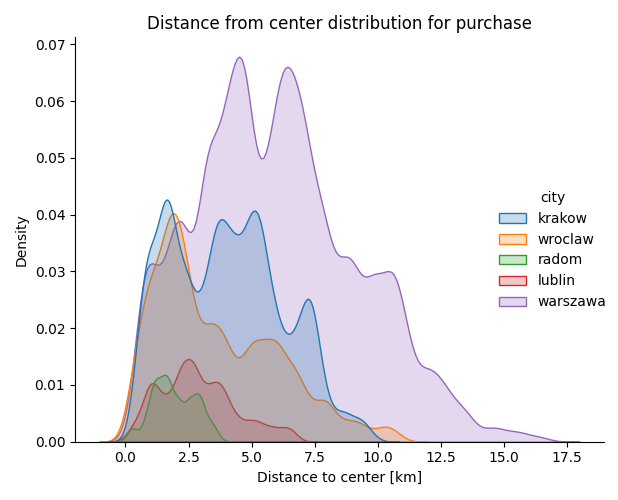 Distance from center distribution for purchase
0.07
0.06
0.05
0.04
0.03
0.02
0.01
0.00
Density
city
krakow
wroclaw
radom
lublin
warszawa
0.0 2.5 5.0 7.5 10.0 12.5 15.0 17.5
Distance to center [km]